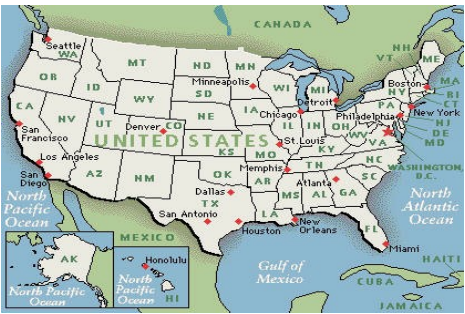 CANADA
Seattle
WA
MT
ND
MN
NH
VT
ME
OR
ID
Minneapolis
SD
WI
MI
NY
Boston
MA
RI
CT
WY
Detroit
CA
NV
UT
Denver
CO
NE
IA
Chicago
IL
IN
OH
PA
Philadelphia
New York
NJ
DE
MD
San
Francisco
UNITED STATES
KS
MO
St.Louis
KY
WV
VA
WASHINGTON,
D.C.
Los Angeles
San
Diego
AZ
NM
OK
AR
Memphis
TN
NC
SC
Dallas
TX
MS
AL
Atlanta
GA
North
Pacific
Ocean
San Antonio
Houston
LA
New
Orleans
FL
North
Atlantic
Ocean
MEXICO
Gulf of
Mexico
Miami
AK
North Pacific
Ocean
Honolulu
North
Pacific
Ocean
HI
CUBA
HAITI
JAMAICA